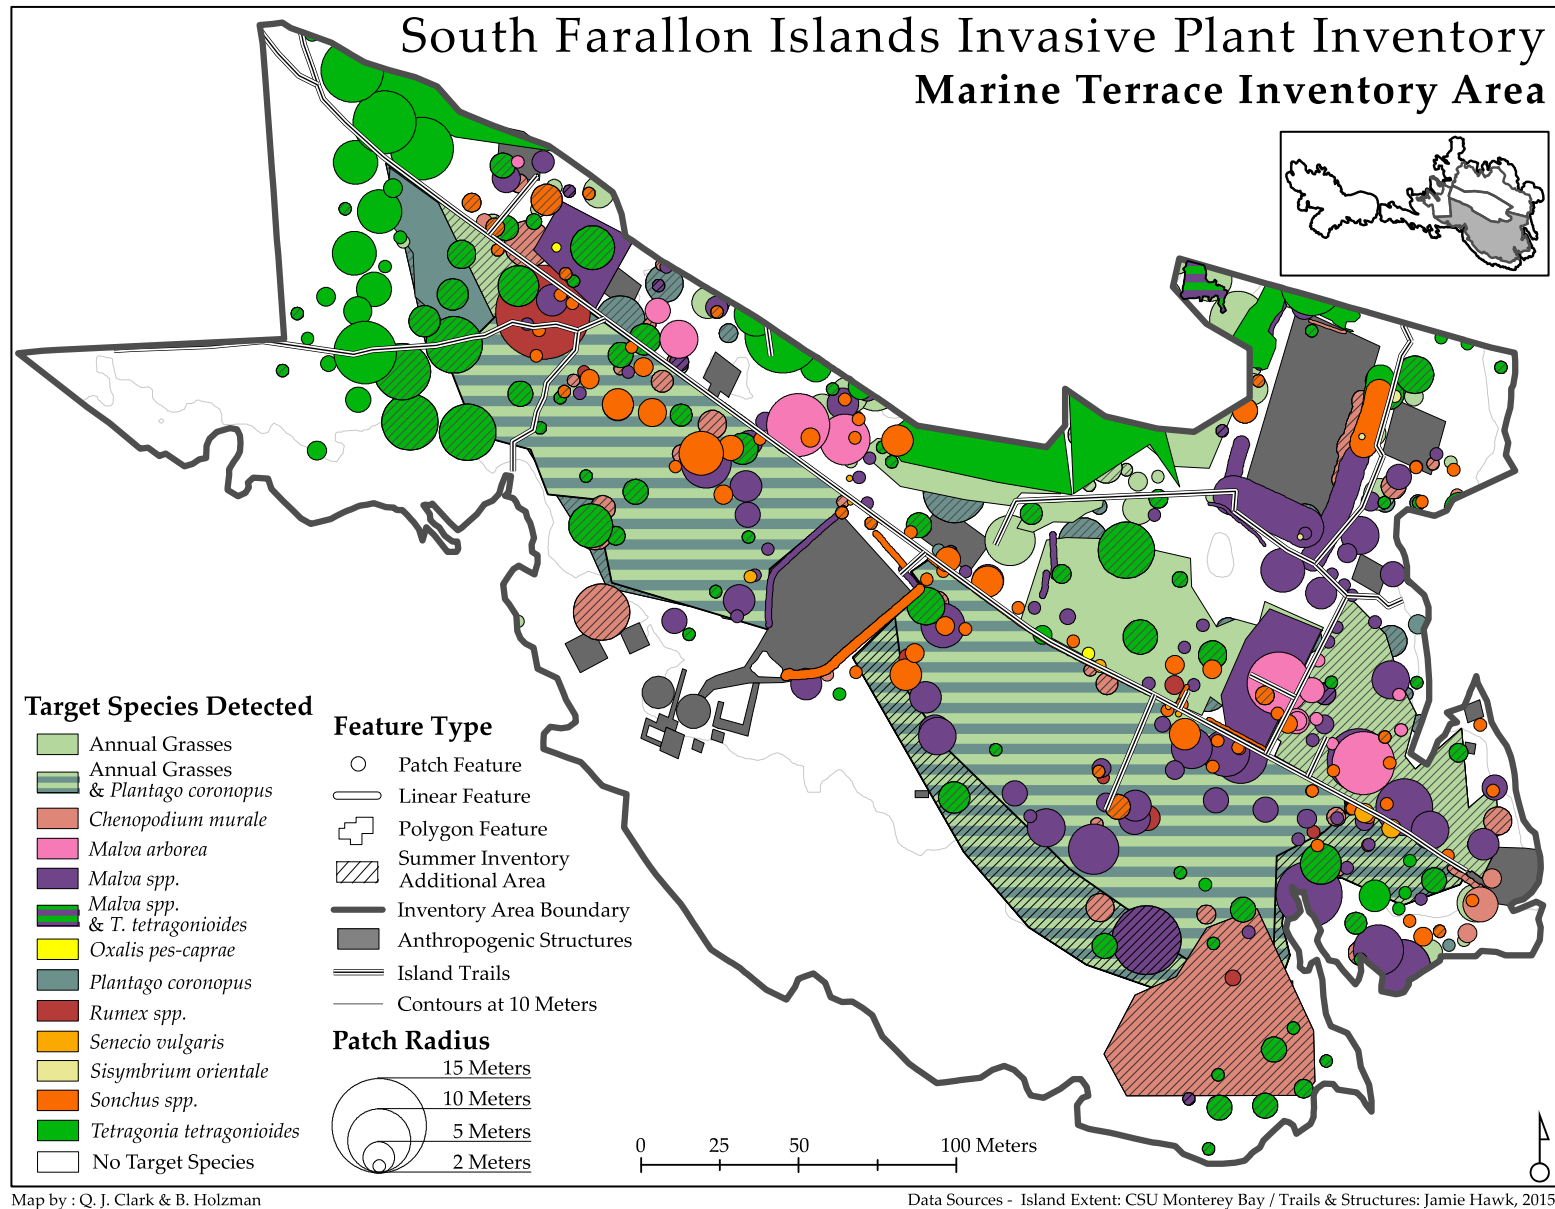 South Farallon Islands Invasive Plant Inventory
Marine Terrace Inventory Area
Target Species Detected
Annual Grasses
Annual Grasses
& Plantago coronopus
Chenopodium murale
Malva arborea
Malva spp.
Malva spp.
& T. tetragonioides
Oxalis pes-caprae
Plantago coronopus
Rumex spp.
Senecio vulgaris
Sisymbrium orientale
Sonchus spp.
Tetragonia tetragonioides
No Target Species
Feature Type
Patch Feature
Linear Feature
Polygon Feature
Summer Inventory
Additional Area
Inventory Area Boundary
Anthropogenic Structures
Island Trails
Contours at 10 Meters
Patch Radius
15 Meters
10 Meters
5 Meters
2 Meters
0 25 50 100 Meters
Map by : Q. J. Clark & B. Holzman
Data Sources - Island Extent: CSU Monterey Bay / Trails & Structures: Jamie Hawk, 2015